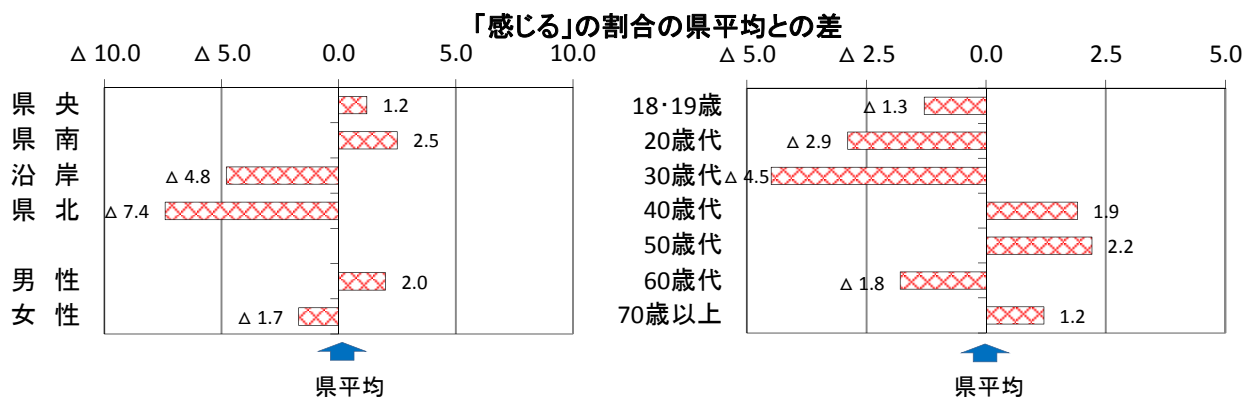 「感じる」の割合の県平均との差
△ 10.0 △ 5.0 0.0 5.0 10.0
県 央 1.2
県 南 2.5
沿 岸 △ 4.8
県 北 △ 7.4
男 性 2.0
女 性 △ 1.7
県平均
△ 5.0 △ 2.5 0.0 2.5 5.0
18･19歳 △ 1.3
20歳代 △ 2.9
30歳代 △ 4.5
40歳代 1.9
50歳代 2.2
60歳代 △ 1.8
70歳以上 1.2
県平均